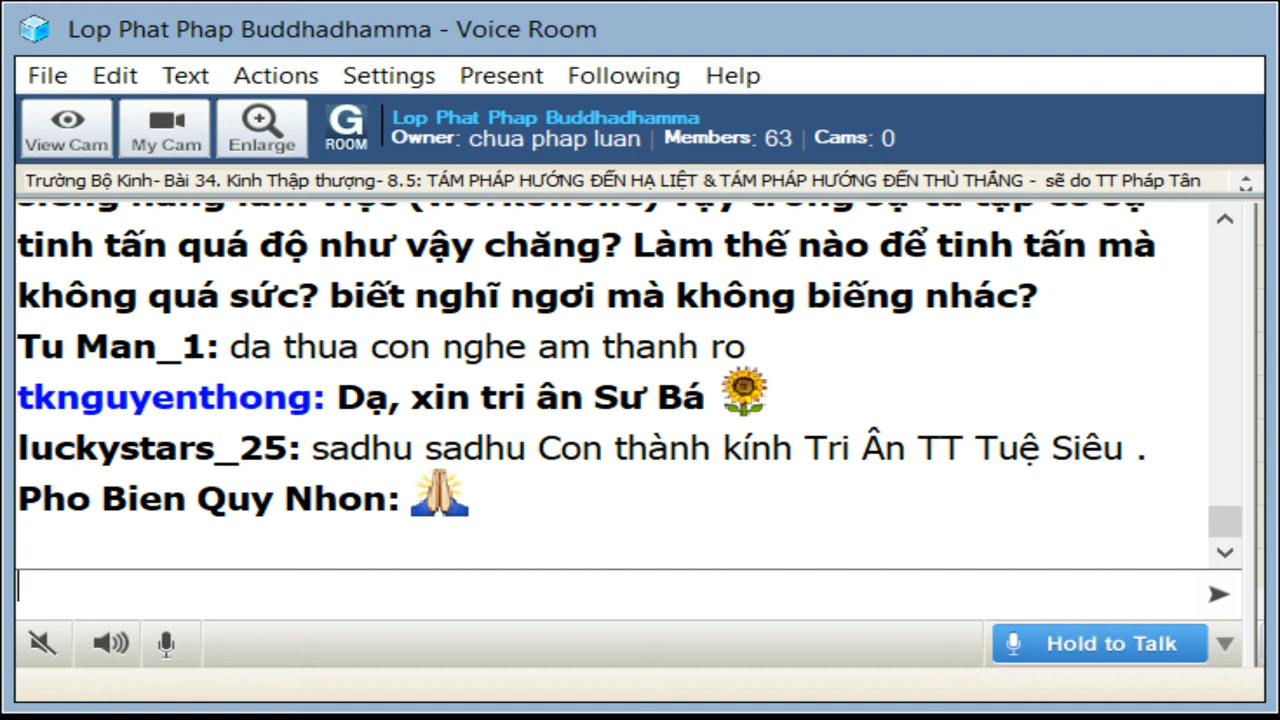 Lop Phat Phap Buddhadhamma - Voice Room
File Edit Text Actions Settings Present Following Help
View Cam My Cam Enlarge
G ROOM
Lop Phat Phap Buddhadhamma
Owner: chua phap luan | Members: 63 | Cams: 0
Trường Bộ Kinh- Bài 34. Kinh Thập thượng- 8.5: TÁM PHÁP HƯỚNG ĐẾN HẠ LIỆT & TÁM PHÁP HƯỚNG ĐẾN THÙ THẮNG - sẽ do TT Pháp Tân
tinh tấn quá độ như vậy chăng? Làm thế nào để tinh tấn mà
không quá sức? biết nghĩ ngơi mà không biếng nhác?
Tu Man_1: da thua con nghe am thanh ro
tknguyenthong: Dạ, xin tri ân Sư Bá
luckystars_25: sadhu sadhu Con thành kính Tri Ân TT Tuệ Siêu .
Pho Bien Quy Nhon:
Hold to Talk